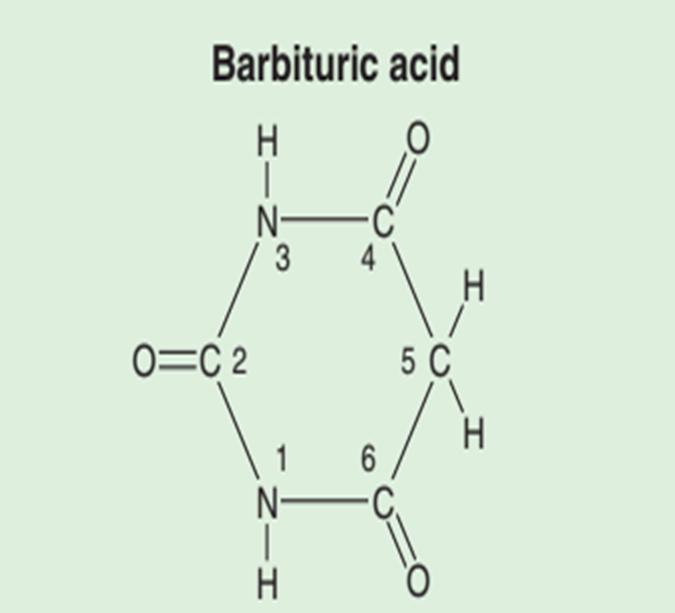 Barbituric acid
H O
N C
3 4
H
O C 2 5 C
H
1 6
N C
H O